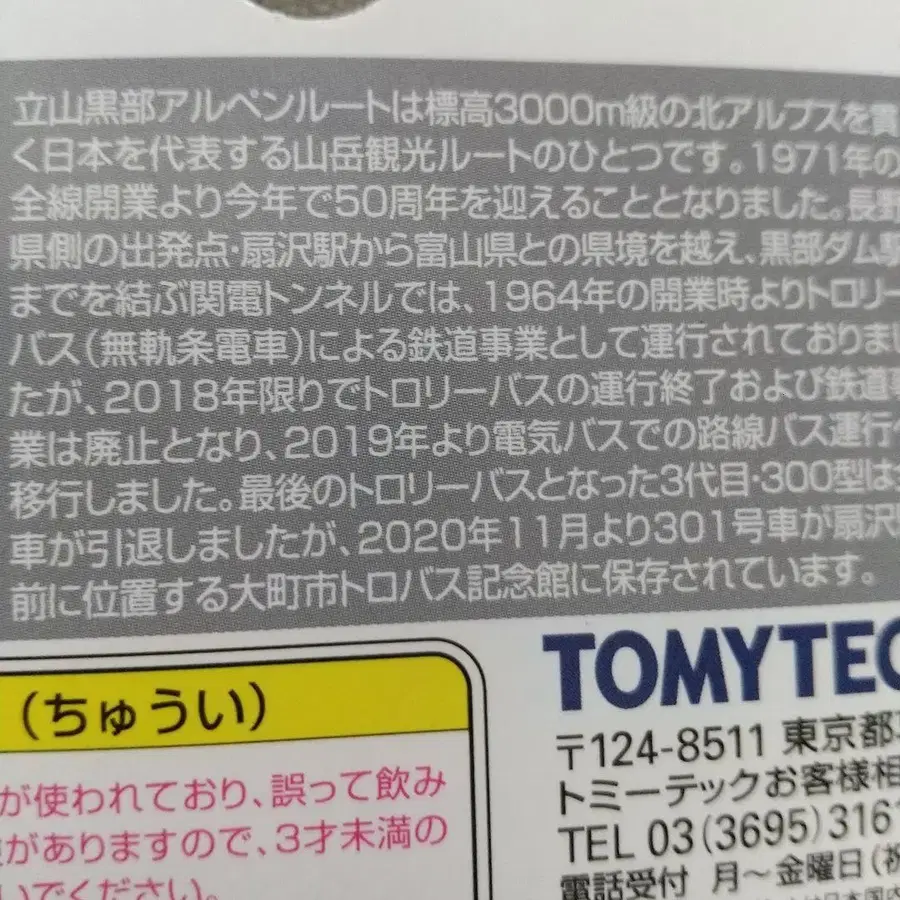 立山黒部アルペンルートは標高3000m級の北アルプスを貫
く日本を代表する山岳観光ルートのひとつです。1971年の
全線開業より今年で50周年を迎えることとなりました。長野
県側の出発点・扇沢駅から富山県との県境を越え、黒部ダム駅
までを結ぶ関電トンネルでは、1964年の開業時よりトロリー
バス(無軌条電車)による鉄道事業として運行されておりまし
たが、2018年限りでトロリーバスの運行終了および鉄道事
業は廃止となり、2019年より電気バスでの路線バス運行へ
移行しました。最後のトロリーバスとなった3代目・300型は全
車が引退しましたが、2020年11月より301号車が扇沢駅
前に位置する大町市トロバス記念館に保存されています。
(ちゅうい)
が使われており、誤って飲み
がありますので、3才未満の
いでください。
TOMYTEC
〒124-8511 東京都
トミーテックお客様相
TEL 03(3695)3161
電話受付 月〜金曜日(祝
は日本国内